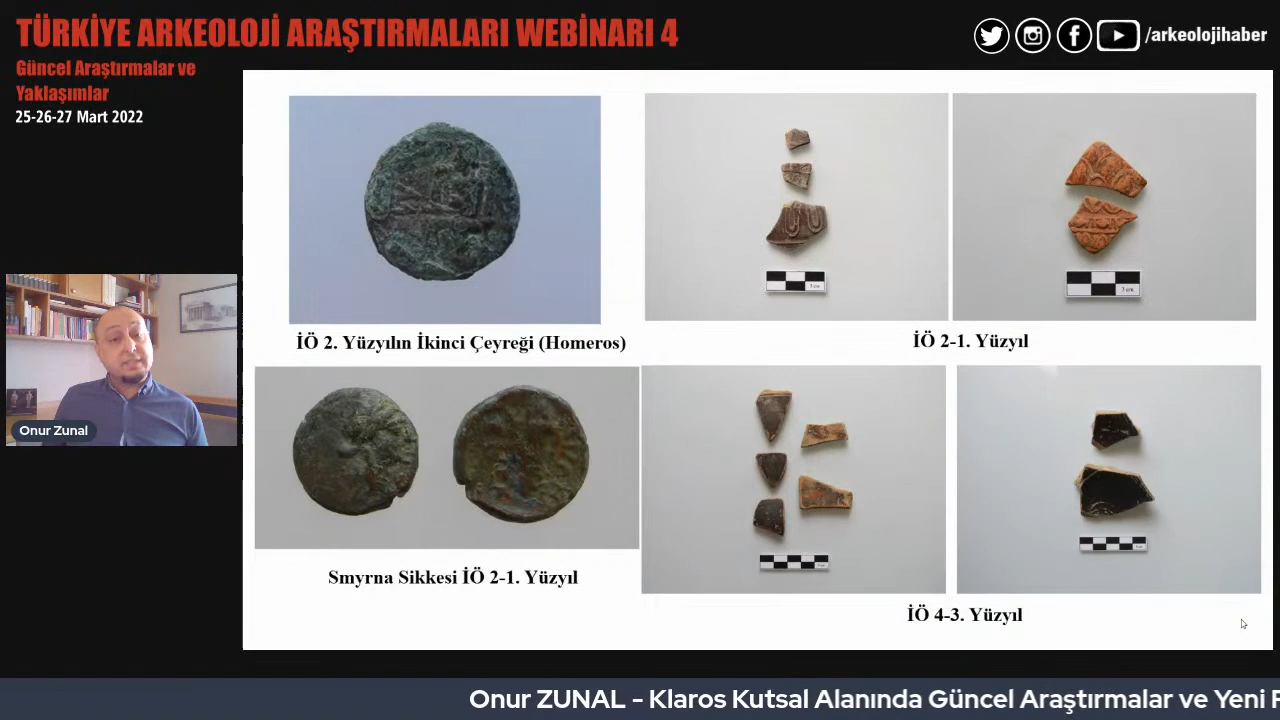 TÜRKİYE ARKEOLOJİ ARAŞTIRMALARI WEBİNARI 4
Güncel Araştırmalar ve
Yaklaşımlar
25-26-27 Mart 2022
/arkeolojihaber
İÖ 2. Yüzyılın İkinci Çeyreği (Homeros)
İÖ 2-1. Yüzyıl
Onur Zunal
Smyrna Sikkesi İÖ 2-1. Yüzyıl
İÖ 4-3. Yüzyıl
Onur ZUNAL - Klaros Kutsal Alanında Güncel Araştırmalar ve Yeni